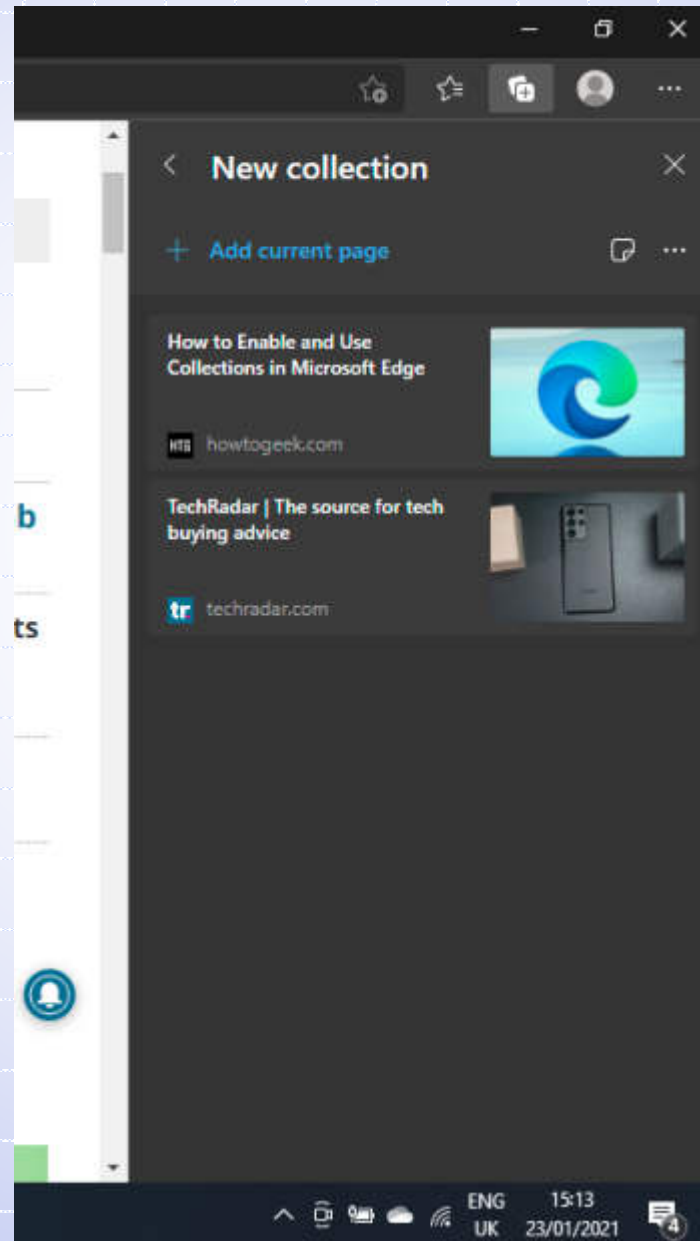 New collection
Add current page
How to Enable and Use
Collections in Microsoft Edge
HTG howtogeek.com
b
TechRadar | The source for tech
buying advice
tr techradar.com
ts
ENG 15:13
UK 23/01/2021
4